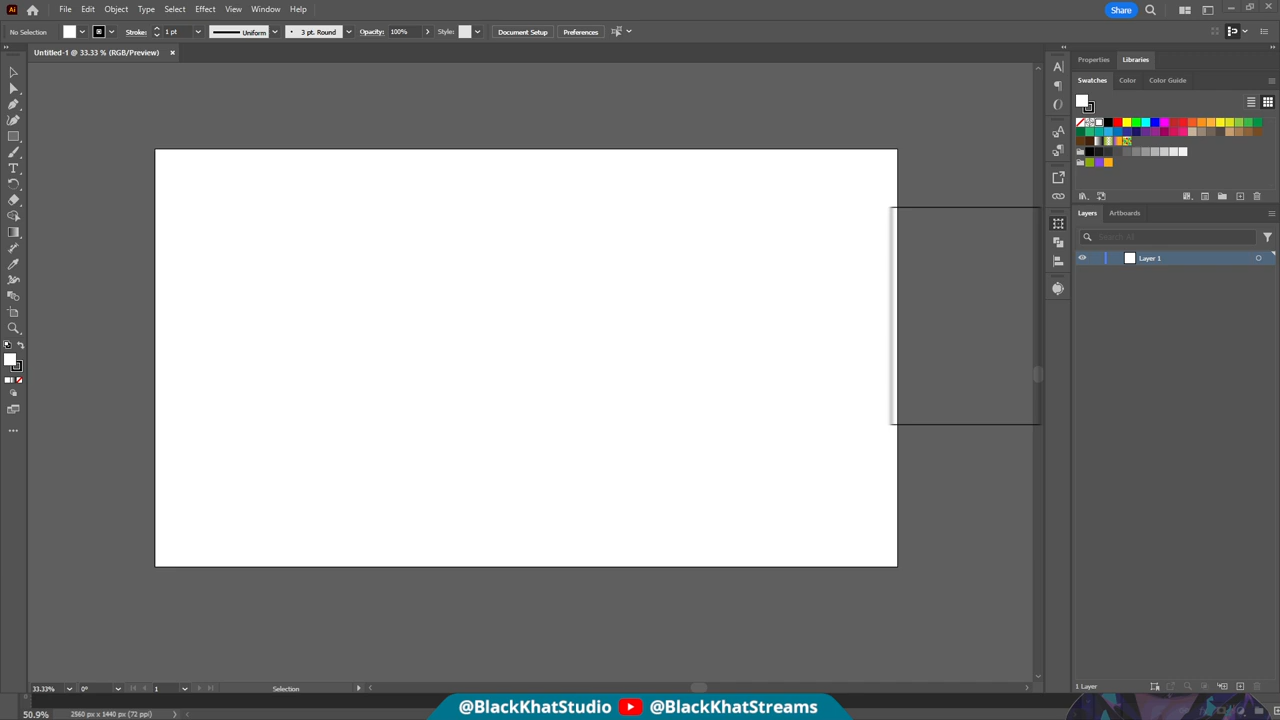 Ai File Edit Object Type Select Effect View Window Help Share
No Selection Stroke: 1 pt Uniform 3 pt. Round Opacity: 100% Style: Document Setup Preferences
Untitled-1 @ 33.33 % (RGB/Preview) ×
Properties Libraries
Swatches Color Color Guide
Layers Artboards
Search All
Layer 1
33.33% 0° 1 Selection
1 Layer
@BlackKhatStudio @BlackKhatStreams
50.9% 2560 px x 1440 px (72 ppi)